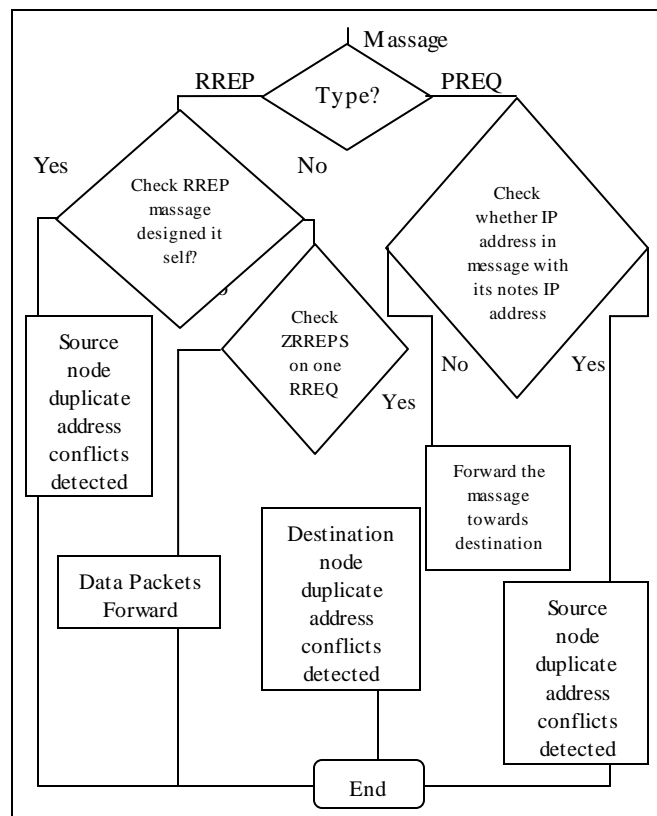 Massage
Type?
RREP
PREQ
Yes
No
Check RREP
massage
designed it
self?
Check
whether IP
address in
message with
its notes IP
address
Check
ZRREPS
on one
RREQ
Source
node
duplicate
address
conflicts
detected
Yes
No
Yes
Forward the
massage
towards
destination
Data Packets
Forward
Destination
node
duplicate
address
conflicts
detected
Source
node
duplicate
address
conflicts
detected
End